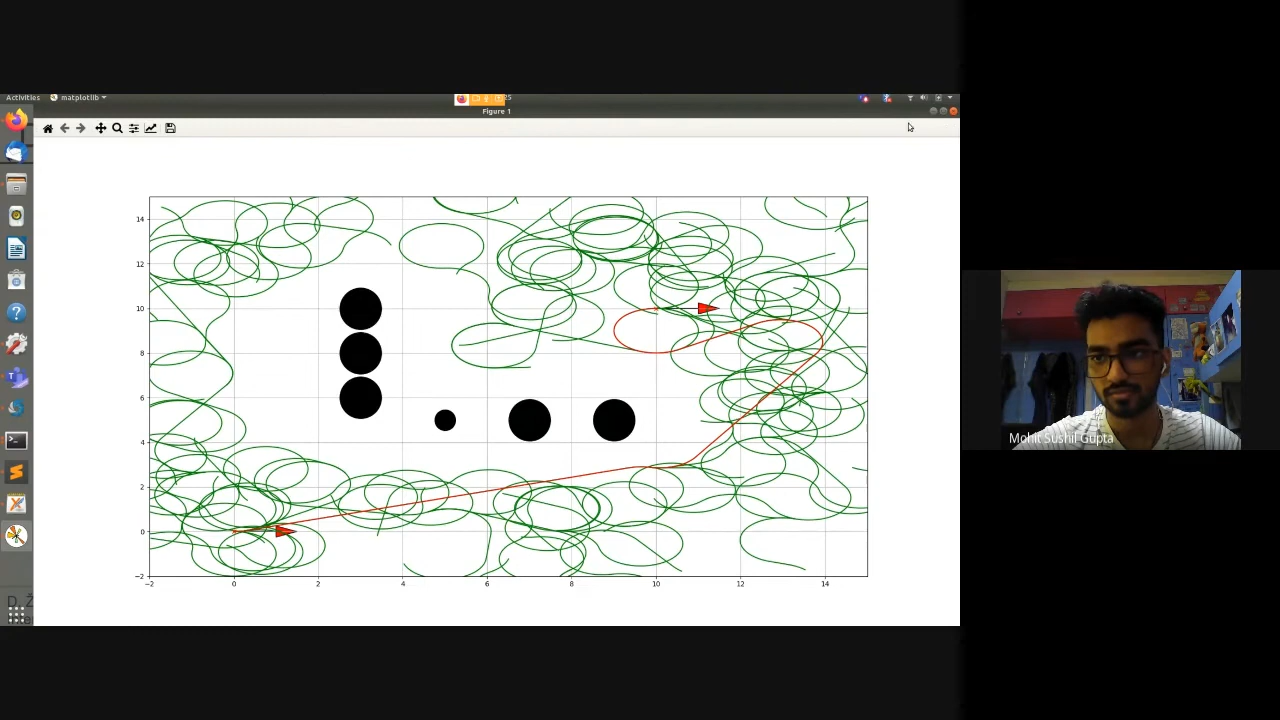 Activities matplotlib 25
Figure 1
14
12
10
8
6
4
2
0
−2
−2 0 2 4 6 8 10 12 14
Mohit Sushil Gupta